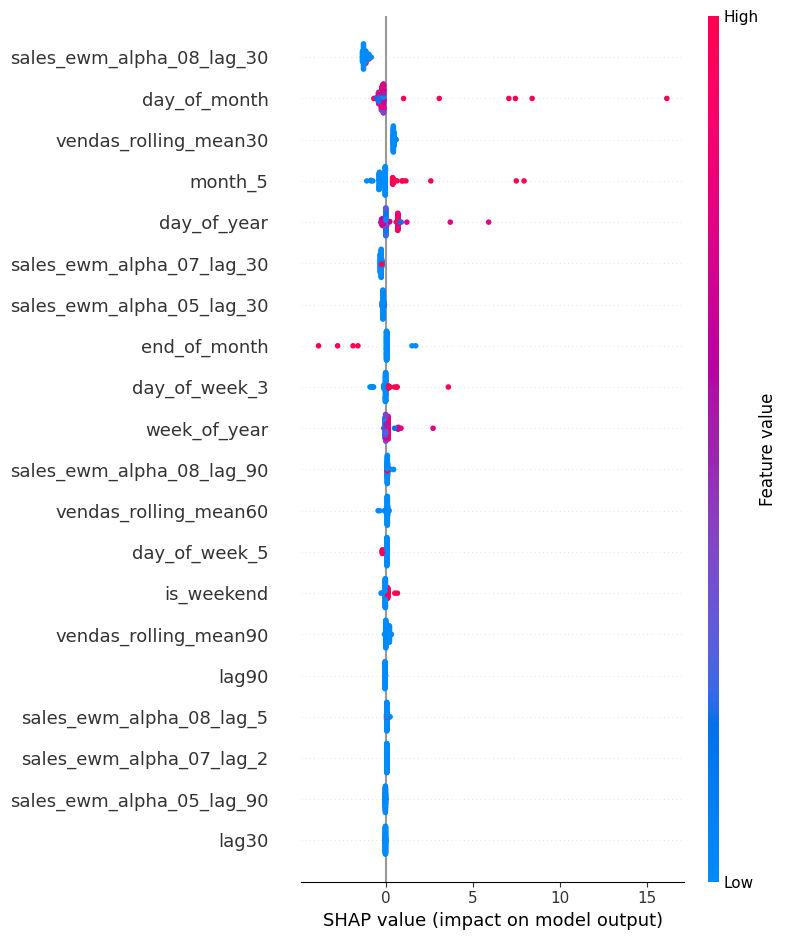 High
sales_ewm_alpha_08_lag_30
day_of_month
vendas_rolling_mean30
month_5
day_of_year
sales_ewm_alpha_07_lag_30
sales_ewm_alpha_05_lag_30
end_of_month
day_of_week_3
week_of_year
sales_ewm_alpha_08_lag_90
vendas_rolling_mean60
day_of_week_5
is_weekend
vendas_rolling_mean90
lag90
sales_ewm_alpha_08_lag_5
sales_ewm_alpha_07_lag_2
sales_ewm_alpha_05_lag_90
lag30
Feature value
Low
0 5 10 15
SHAP value (impact on model output)